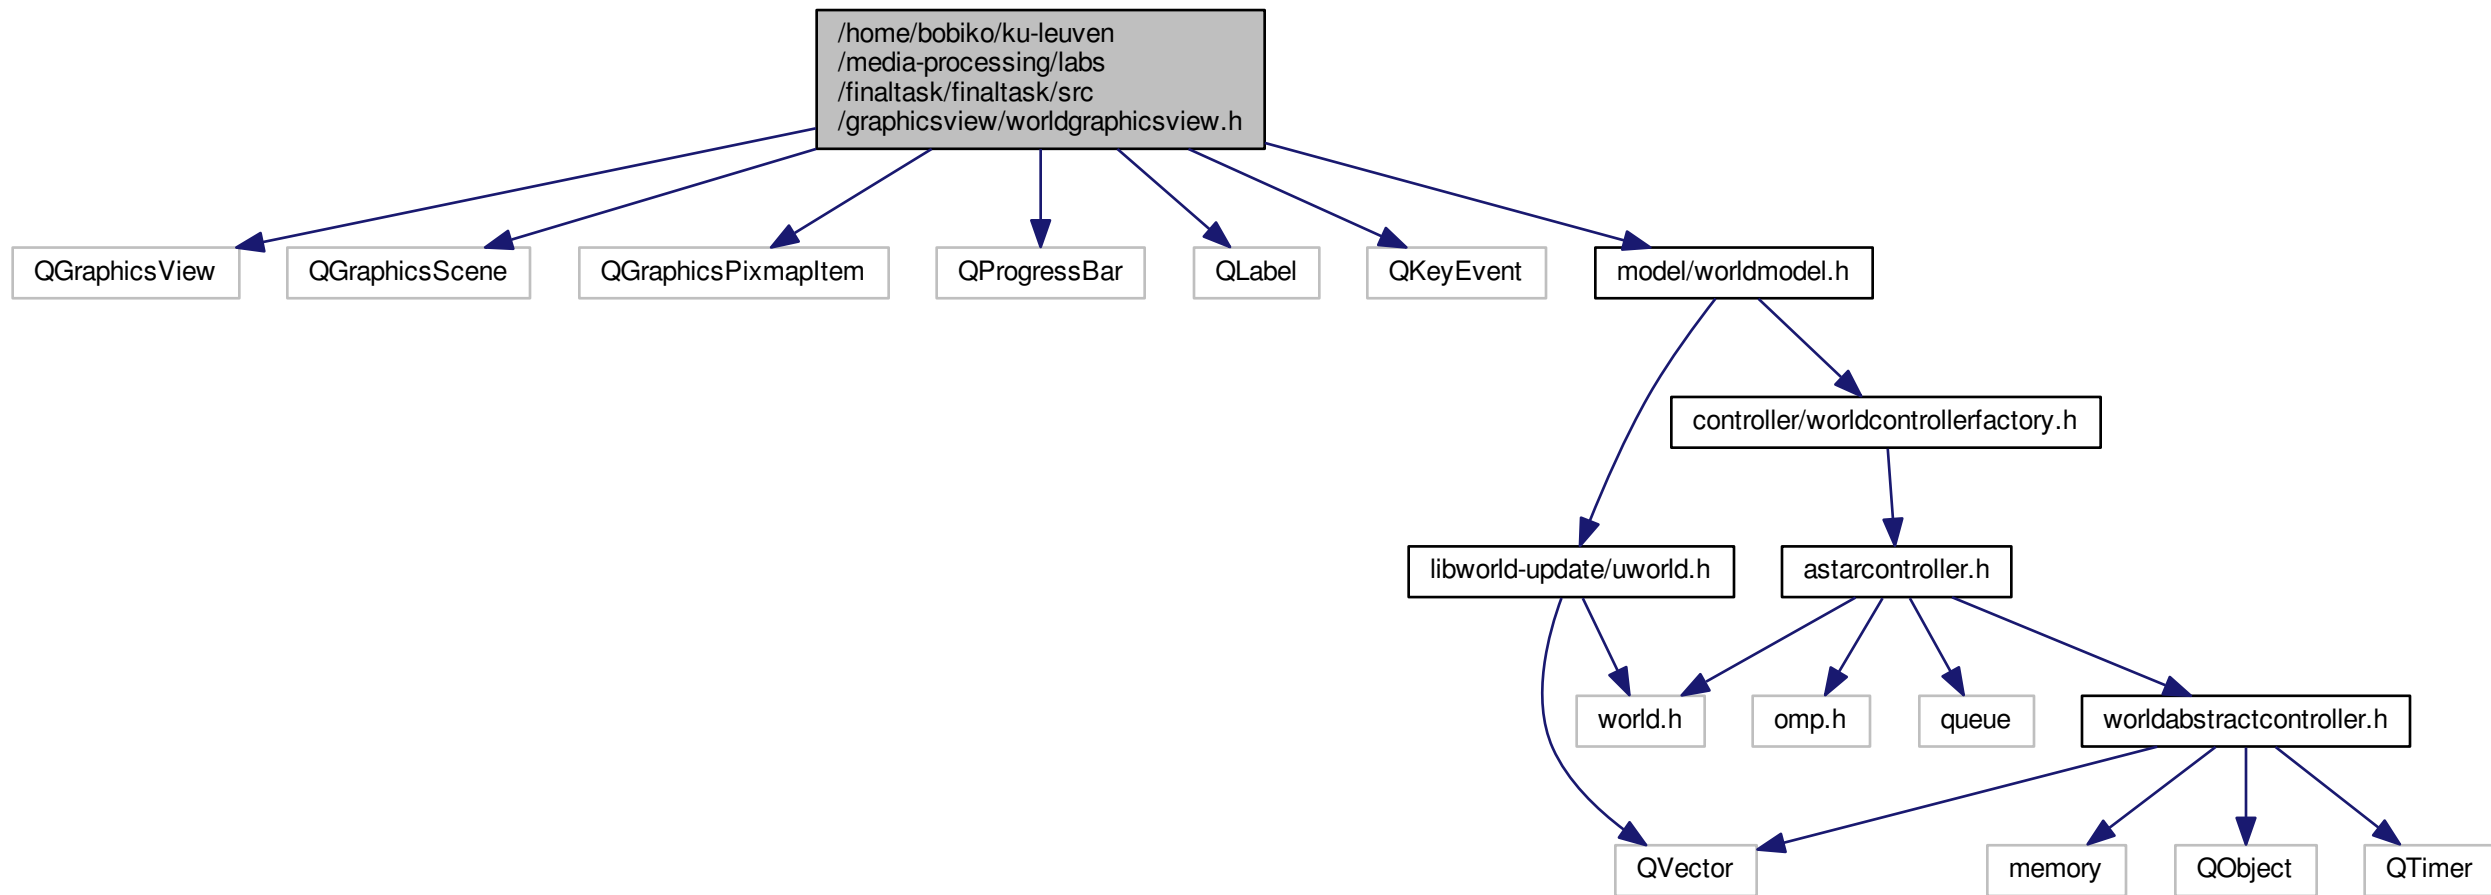 /home/bobiko/ku-leuven
/media-processing/labs
/finaltask/finaltask/src
/graphicsview/worldgraphicsview.h
QGraphicsView
QGraphicsScene
QGraphicsPixmapItem
QProgressBar
QLabel
QKeyEvent
model/worldmodel.h
controller/worldcontrollerfactory.h
libworld-update/uworld.h
astarcontroller.h
world.h
omp.h
queue
worldabstractcontroller.h
QVector
memory
QObject
QTimer